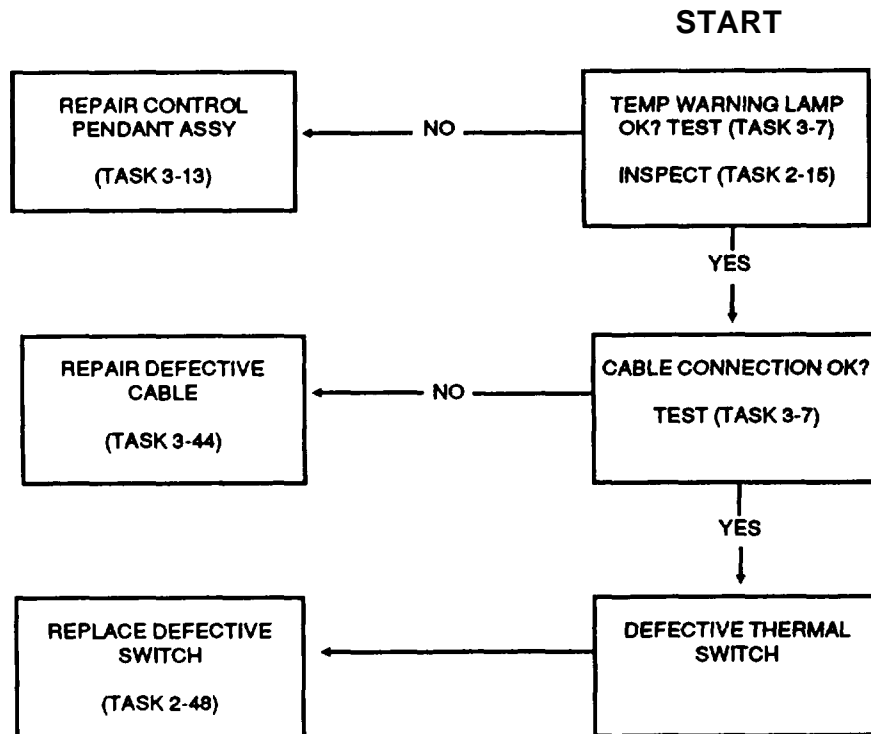 START
REPAIR CONTROL
PENDANT ASSY
(TASK 3-13)
NO
TEMP WARNING LAMP
OK? TEST (TASK 3-7)
INSPECT (TASK 2-15)
YES
REPAIR DEFECTIVE
CABLE
(TASK 3-44)
NO
CABLE CONNECTION OK?
TEST (TASK 3-7)
YES
REPLACE DEFECTIVE
SWITCH
(TASK 2-48)
DEFECTIVE THERMAL
SWITCH